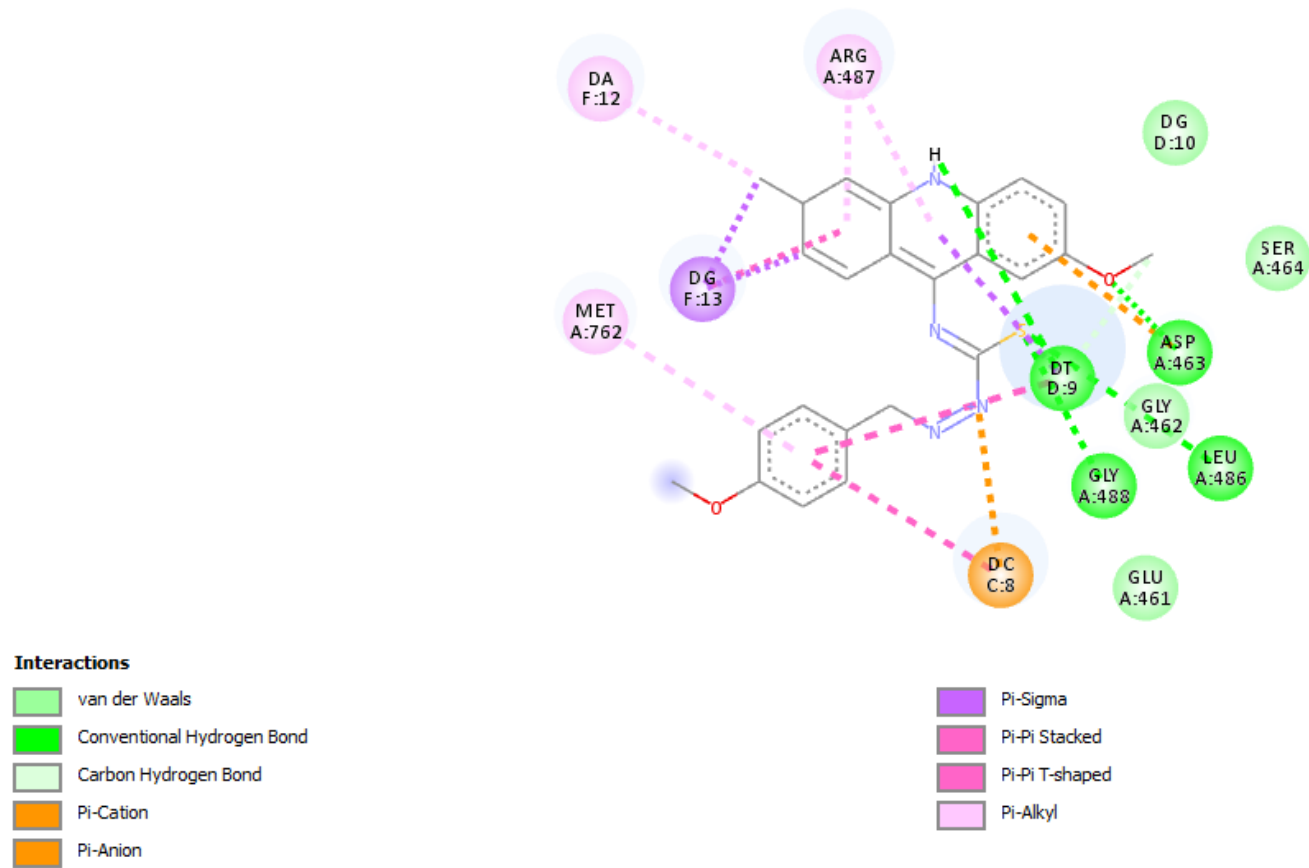 ARG
A:487
DA
F:12
DG
D:10
H
N
SER
A:464
DG
F:13
O
MET
A:762
N
S
ASP
A:463
DT
D:9
N
GLY
A:462
N
LEU
A:486
GLY
A:488
O
DC
C:8
GLU
A:461
Interactions
van der Waals
Conventional Hydrogen Bond
Carbon Hydrogen Bond
Pi-Cation
Pi-Anion
Pi-Sigma
Pi-Pi Stacked
Pi-Pi T-shaped
Pi-Alkyl